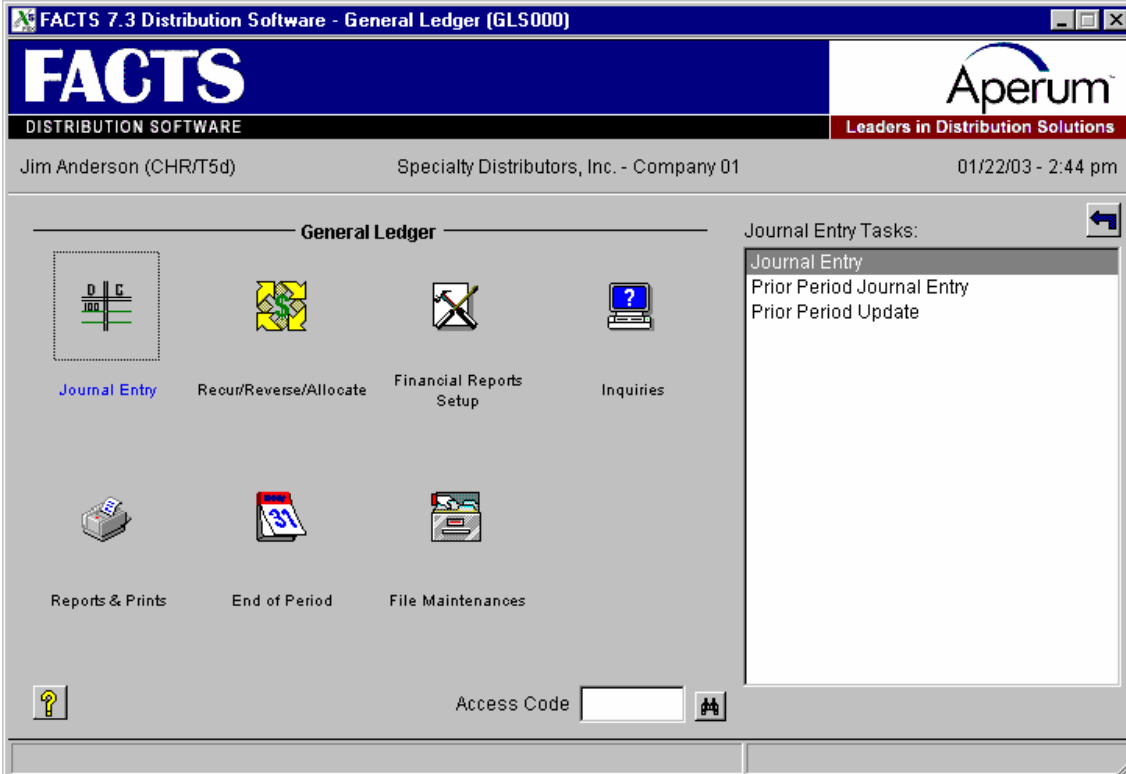 FACTS 7.3 Distribution Software - General Ledger (GLS000)
FACTS
DISTRIBUTION SOFTWARE
Aperum
Leaders in Distribution Solutions
Jim Anderson (CHR/T5d)
Specialty Distributors, Inc. - Company 01
01/22/03 - 2:44 pm
General Ledger
D C
100
$
?
Journal Entry
Recur/Reverse/Allocate
Financial Reports
Setup
Inquiries
31
Reports & Prints
End of Period
File Maintenances
?
Access Code
Journal Entry Tasks:
Journal Entry
Prior Period Journal Entry
Prior Period Update